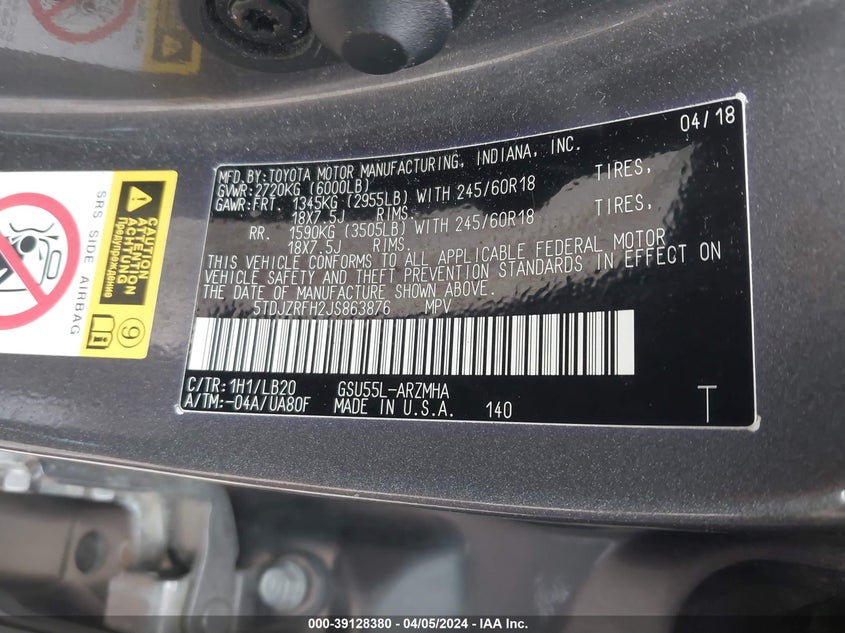 04/18
MFD.BY:TOYOTA MOTOR MANUFACTURING, INDIANA, INC.
GVWR:2720KG (6000LB)
GAWR:FRT. 1345KG (2955LB) WITH 245/60R18 TIRES,
18X7.5J RIMS.
RR. 1590KG (3505LB) WITH 245/60R18 TIRES,
18X7.5J RIMS.
THIS VEHICLE CONFORMS TO ALL APPLICABLE FEDERAL MOTOR
VEHICLE SAFETY AND THEFT PREVENTION STANDARDS IN EFFECT ON
THE DATE OF MANUFACTURE SHOWN ABOVE.
5TDJZRFH2JS863876 MPV
C/TR:1H1/LB20 GSU55L-ARZMHA
A/TM:-04A/UA80F MADE IN U.S.A. 140 T
SRS SIDE AIRBAG
CAUTION
ATTENTION
ACHTUNG
Предупреждение
9
000-39128380 - 04/05/2024 - IAA Inc.